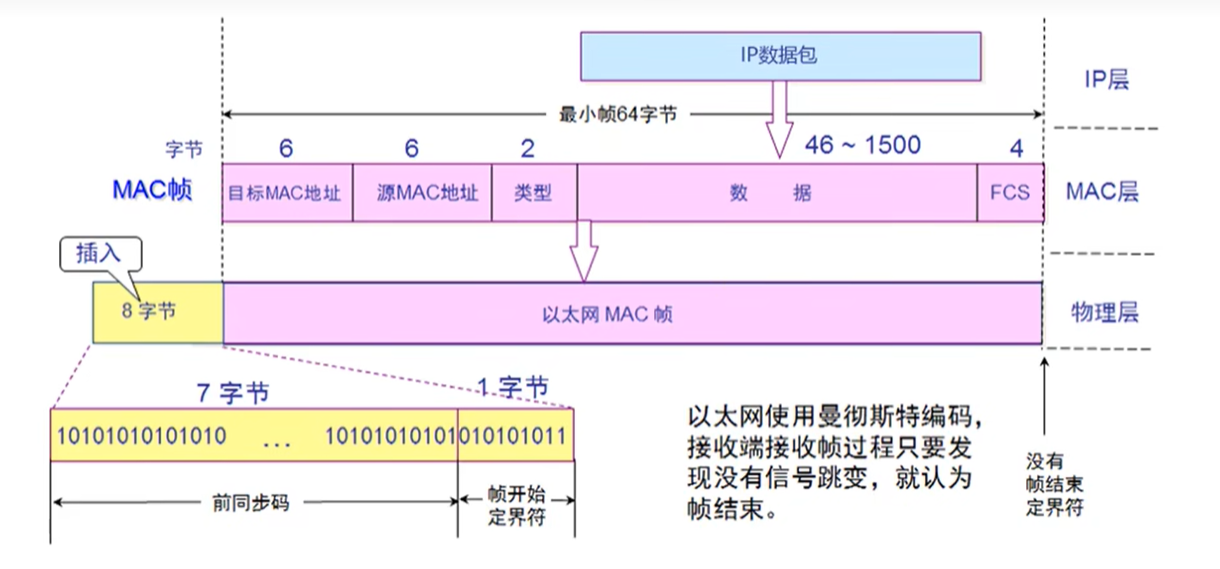 IP数据包
IP层
最小帧64字节
字节 6 6 2 46 ~ 1500 4
MAC帧 目标MAC地址 源MAC地址 类型 数 据 FCS MAC层
插入
8 字节 以太网 MAC 帧 物理层
7 字节 1 字节
10101010101010 ... 10101010101010101011
前同步码
帧开始
定界符
以太网使用曼彻斯特编码，
接收端接收帧过程只要发
现没有信号跳变，就认为
帧结束。
没有
帧结束
定界符